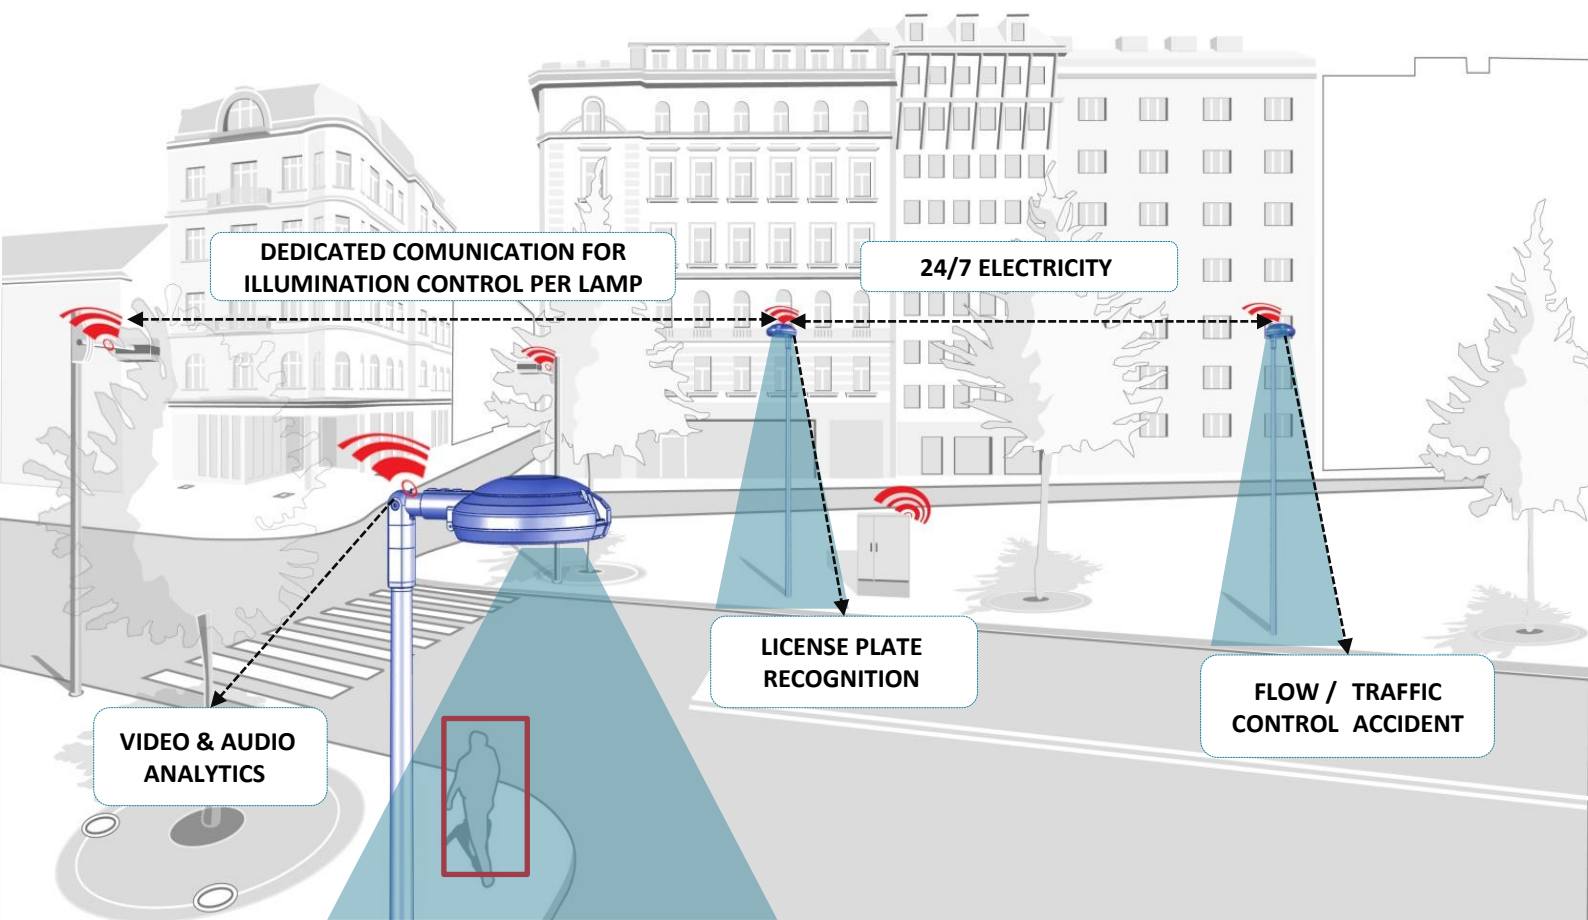 DEDICATED COMUNICATION FOR
ILLUMINATION CONTROL PER LAMP
24/7 ELECTRICITY
LICENSE PLATE
RECOGNITION
FLOW / TRAFFIC
CONTROL ACCIDENT
VIDEO & AUDIO
ANALYTICS